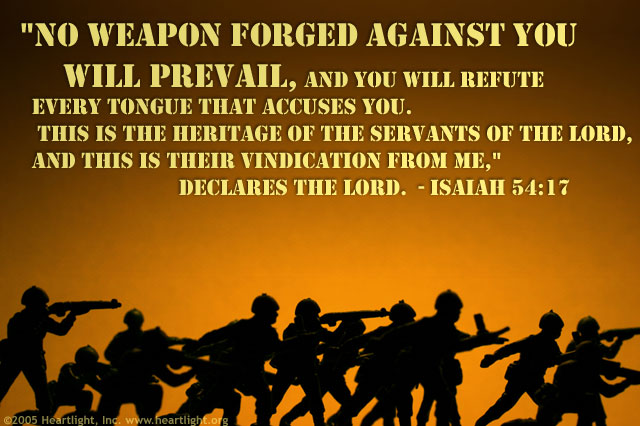 "NO WEAPON FORGED AGAINST YOU
WILL PREVAIL, AND YOU WILL REFUTE
EVERY TONGUE THAT ACCUSES YOU.
THIS IS THE HERITAGE OF THE SERVANTS OF THE LORD,
AND THIS IS THEIR VINDICATION FROM ME,"
DECLARES THE LORD. - ISAIAH 54:17
©2005 Heartlight, Inc. www.heartlight.org